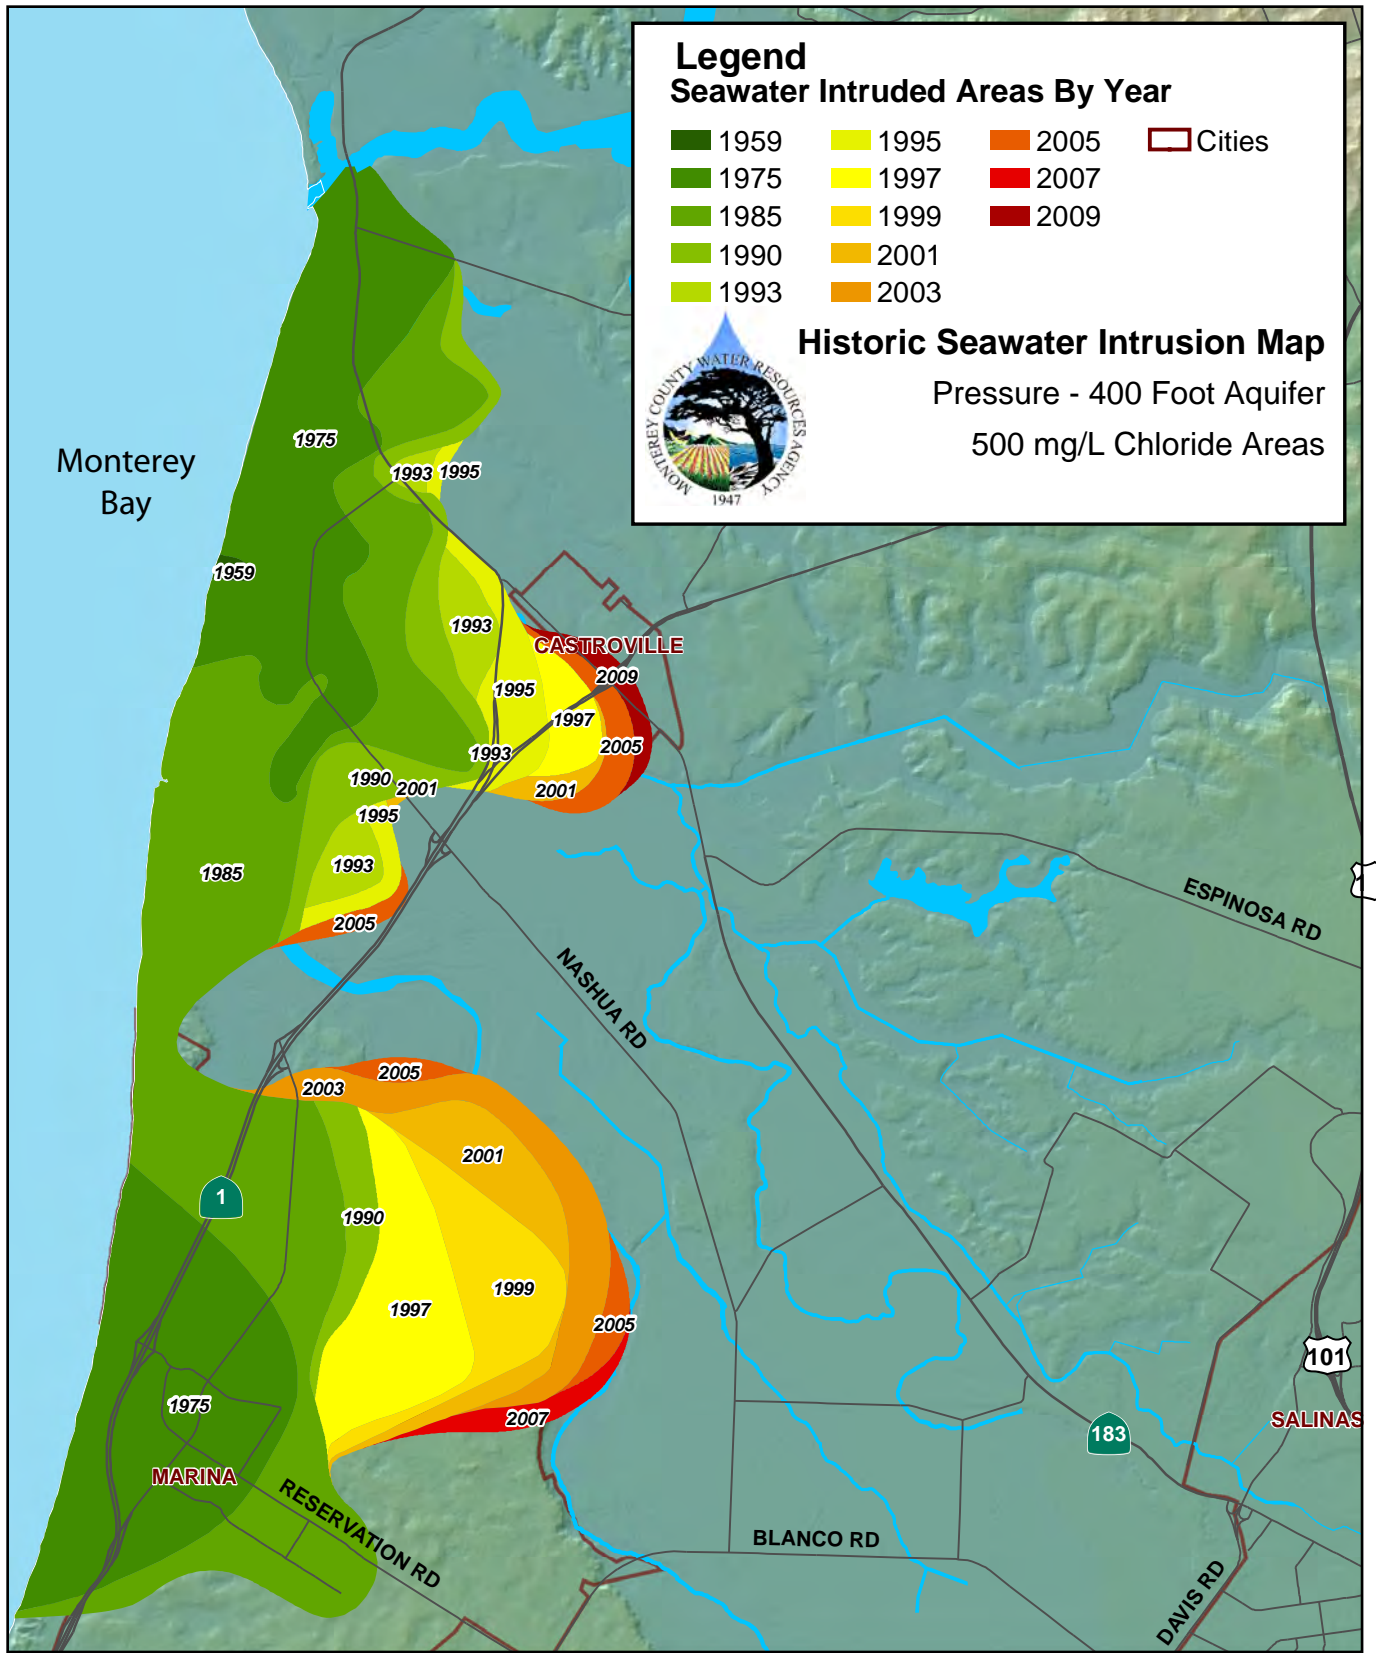 Legend
Seawater Intruded Areas By Year
1959
1975
1985
1990
1993
1995
1997
1999
2001
2003
2005
2007
2009
Cities
MONTEREY COUNTY WATER RESOURCES AGENCY
1947
Historic Seawater Intrusion Map
Pressure - 400 Foot Aquifer
500 mg/L Chloride Areas
Monterey
Bay
1975
1993
1995
1959
1993
CASTROVILLE
2009
1995
1997
2005
1993
1990
2001
2001
1995
1993
1985
2005
ESPINOSA RD
NASHUA RD
2005
2003
2001
1
1990
1999
1997
2005
101
1975
2007
SALINAS
183
MARINA
RESERVATION RD
BLANCO RD
DAVIS RD